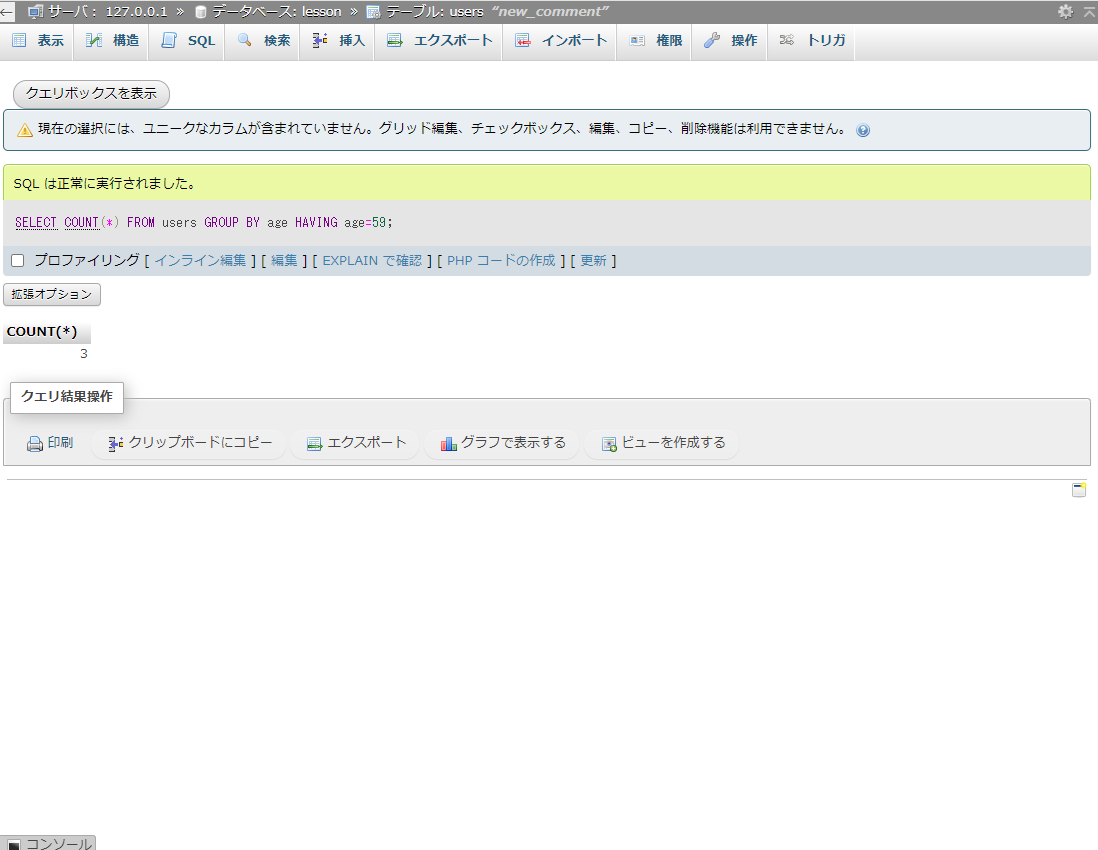 サーバ: 127.0.0.1 » データベース: lesson » テーブル: users “new_comment”
表示 構造 SQL 検索 挿入 エクスポート インポート 権限 操作 トリガ
クエリボックスを表示
現在の選択には、ユニークなカラムが含まれていません。グリッド編集、チェックボックス、編集、コピー、削除機能は利用できません。
SQL は正常に実行されました。
SELECT COUNT(*) FROM users GROUP BY age HAVING age=59;
プロファイリング [ インライン編集 ] [ 編集 ] [ EXPLAIN で確認 ] [ PHP コードの作成 ] [ 更新 ]
拡張オプション
COUNT(*)
3
クエリ結果操作
印刷 クリップボードにコピー エクスポート グラフで表示する ビューを作成する
コンソール